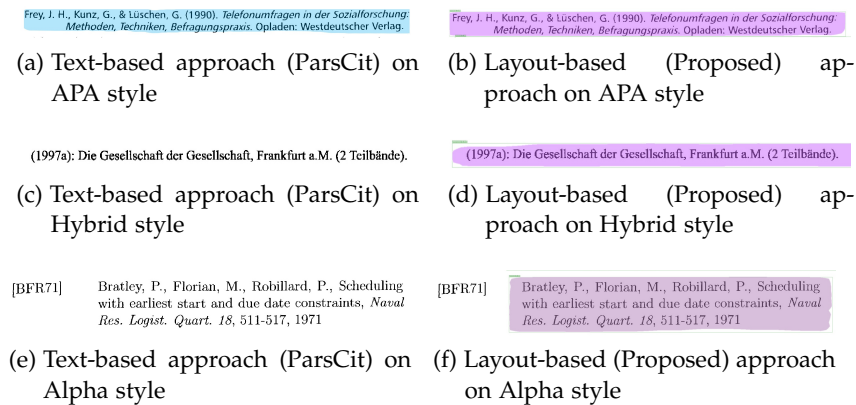 Frey, J. H., Kunz, G., & Lüschen, G. (1990). Telefonumfragen in der Sozialforschung:
Methoden, Techniken, Befragungspraxis. Opladen: Westdeutscher Verlag.
Frey, J. H., Kunz, G., & Lüschen, G. (1990). Telefonumfragen in der Sozialforschung:
Methoden, Techniken, Befragungspraxis. Opladen: Westdeutscher Verlag.
(a) Text-based approach (ParsCit) on
APA style
(b) Layout-based (Proposed) ap-
proach on APA style
(1997a): Die Gesellschaft der Gesellschaft, Frankfurt a.M. (2 Teilbände).
(1997a): Die Gesellschaft der Gesellschaft, Frankfurt a.M. (2 Teilbände).
(c) Text-based approach (ParsCit) on
Hybrid style
(d) Layout-based (Proposed) ap-
proach on Hybrid style
[BFR71] Bratley, P., Florian, M., Robillard, P., Scheduling
with earliest start and due date constraints, Naval
Res. Logist. Quart. 18, 511-517, 1971
[BFR71] Bratley, P., Florian, M., Robillard, P., Scheduling
with earliest start and due date constraints, Naval
Res. Logist. Quart. 18, 511-517, 1971
(e) Text-based approach (ParsCit) on
Alpha style
(f) Layout-based (Proposed) approach
on Alpha style